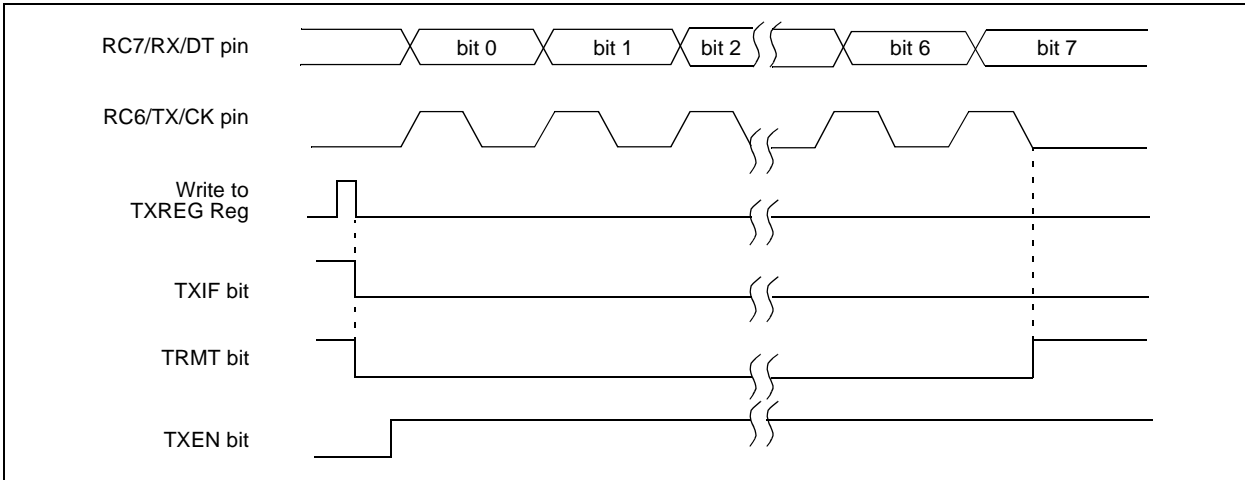 RC7/RX/DT pin
bit 0
bit 1
bit 2
bit 6
bit 7
RC6/TX/CK pin
Write to
TXREG Reg
TXIF bit
TRMT bit
TXEN bit